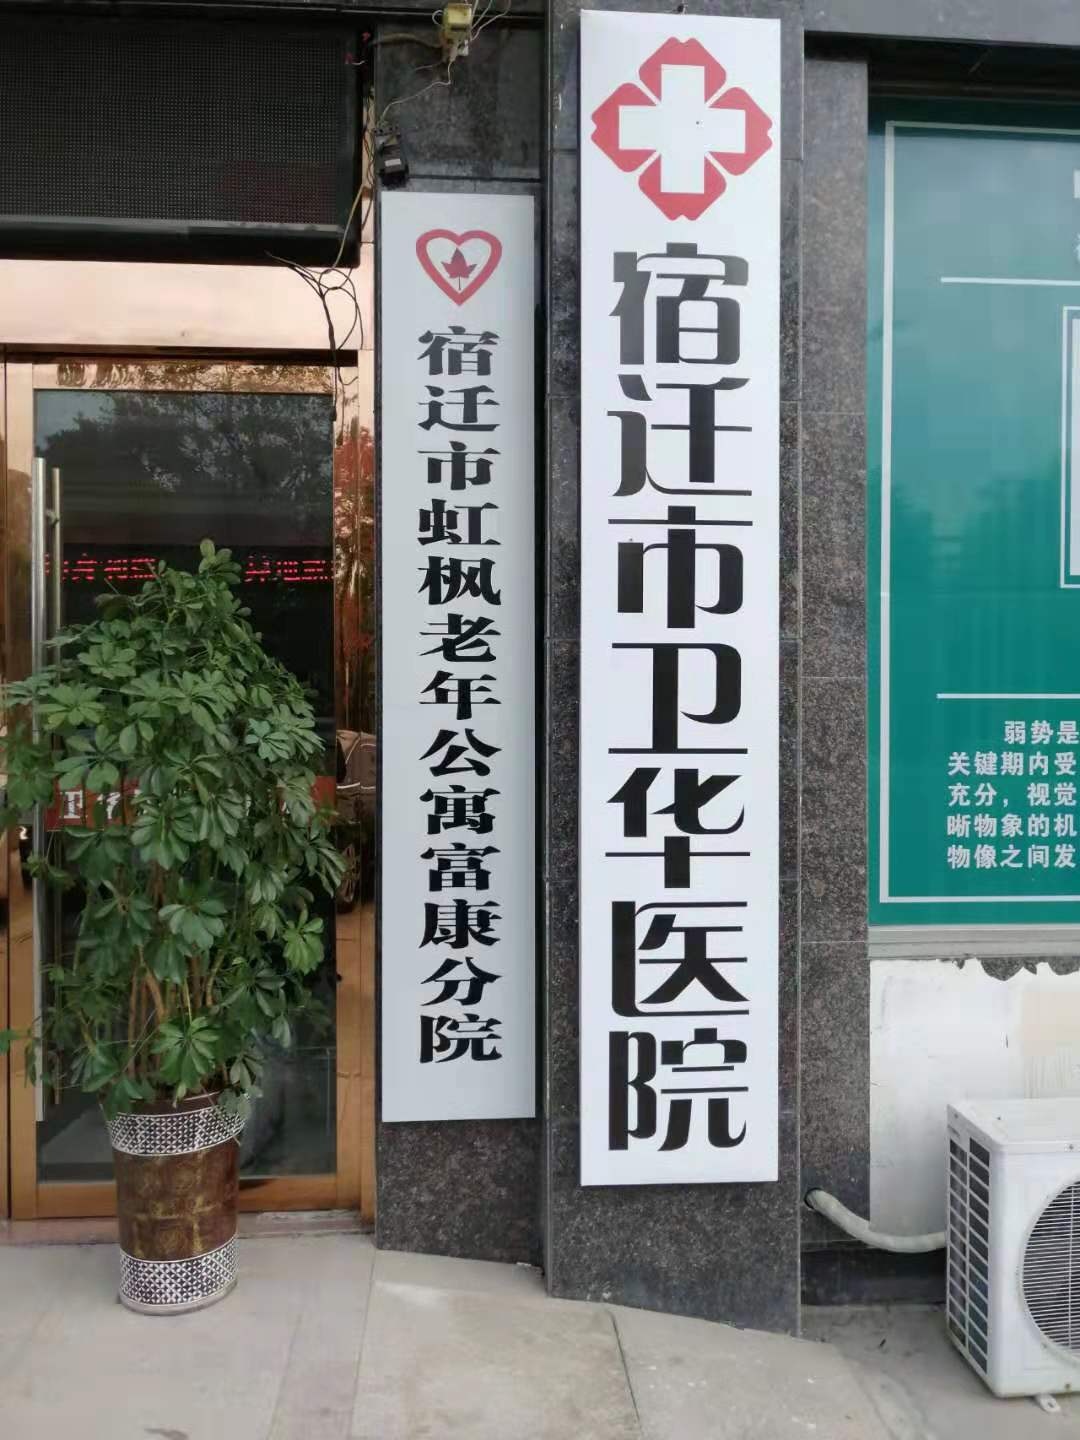 宿迁市虹枫老年公寓富康分院
宿迁市卫华医院
弱势是
关键期内受
充分，视觉
晰物象的机
物像之间发